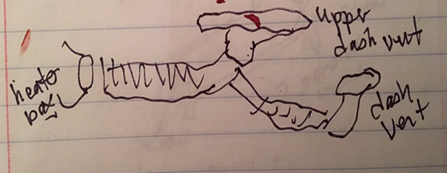 upper
dash vent
heater
box
dash
vent